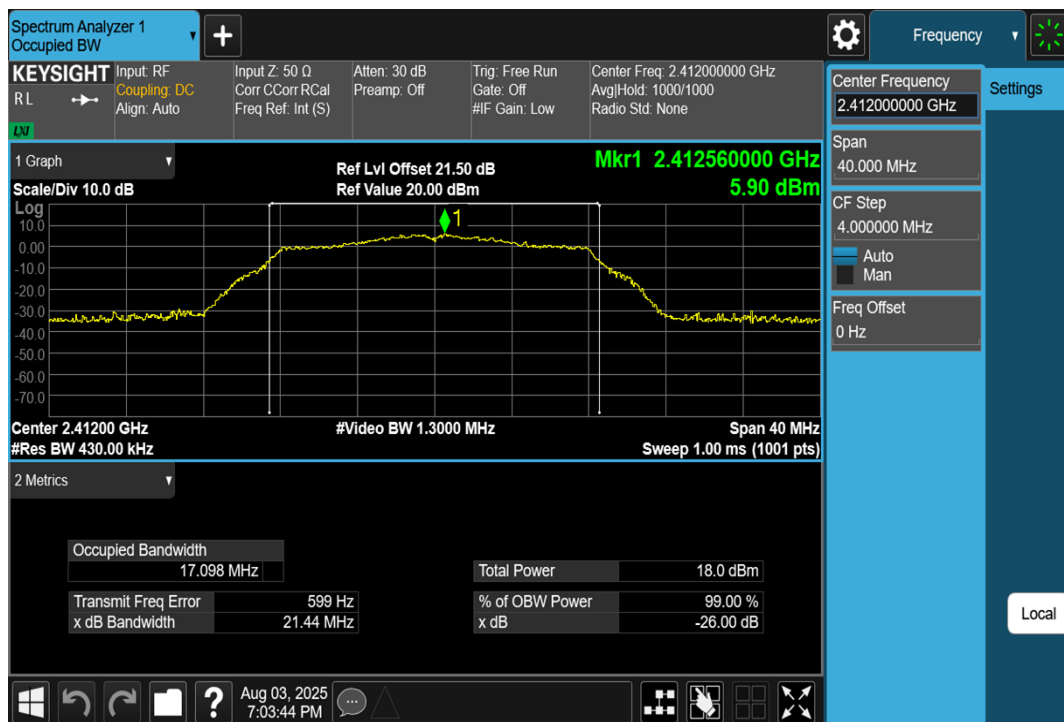 Spectrum Analyzer 1
Occupied BW
+
Frequency
KEYSIGHT
RL
LXI
Input: RF
Coupling: DC
Align: Auto
Input Z: 50 Ω
Corr CCorr RCal
Freq Ref: Int (S)
Atten: 30 dB
Preamp: Off
Trig: Free Run
Gate: Off
#IF Gain: Low
Center Freq: 2.412000000 GHz
Avg|Hold: 1000/1000
Radio Std: None
Center Frequency
2.412000000 GHz
Settings
Span
40.000 MHz
CF Step
4.000000 MHz
Auto
Man
Freq Offset
0 Hz
Local
1 Graph
Scale/Div 10.0 dB
Ref Lvl Offset 21.50 dB
Ref Value 20.00 dBm
Mkr1 2.412560000 GHz
5.90 dBm
Log
10.0
0.00
-10.0
-20.0
-30.0
-40.0
-50.0
-60.0
-70.0
1
Center 2.41200 GHz
#Video BW 1.3000 MHz
Span 40 MHz
#Res BW 430.00 kHz
Sweep 1.00 ms (1001 pts)
2 Metrics
Occupied Bandwidth
17.098 MHz
Total Power 18.0 dBm
Transmit Freq Error 599 Hz
% of OBW Power 99.00 %
x dB Bandwidth 21.44 MHz
x dB -26.00 dB
?
Aug 03, 2025
7:03:44 PM